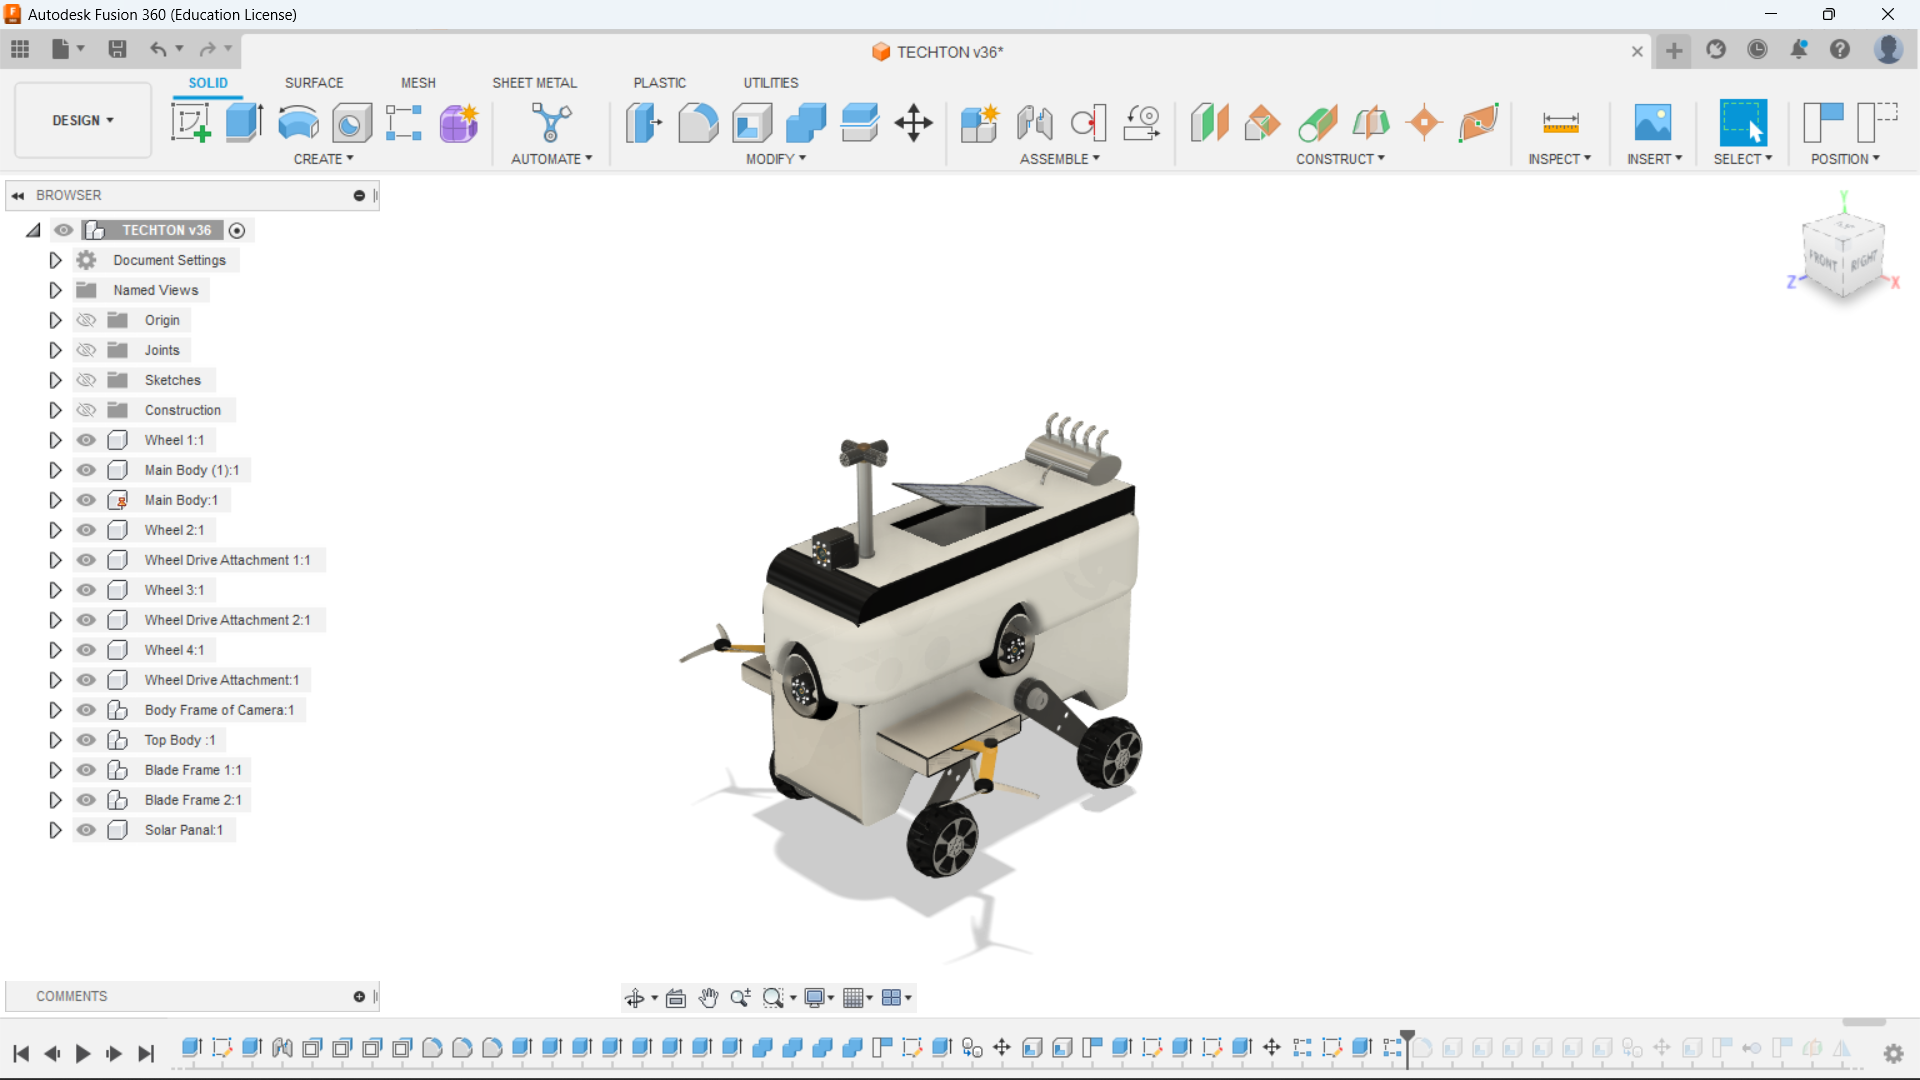 Autodesk Fusion 360 (Education License)
TECHTON v36*
SOLID SURFACE MESH SHEET METAL PLASTIC UTILITIES
DESIGN
CREATE AUTOMATE MODIFY ASSEMBLE CONSTRUCT INSPECT INSERT SELECT POSITION
BROWSER
TECHTON v36
Document Settings
Named Views
Origin
Joints
Sketches
Construction
Wheel 1:1
Main Body (1):1
Main Body:1
Wheel 2:1
Wheel Drive Attachment 1:1
Wheel 3:1
Wheel Drive Attachment 2:1
Wheel 4:1
Wheel Drive Attachment:1
Body Frame of Camera:1
Top Body :1
Blade Frame 1:1
Blade Frame 2:1
Solar Panal:1
Y
FRONT RIGHT
Z X
COMMENTS